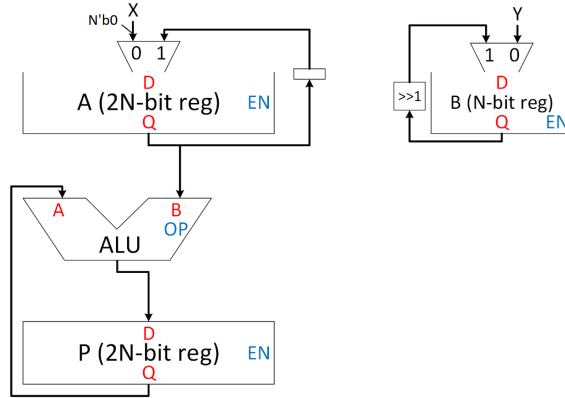 X
N'b0
0 1
D
A (2N-bit reg) EN
Q
Y
1 0
>>1
D
B (N-bit reg)
Q
EN
A
B
OP
ALU
D
P (2N-bit reg) EN
Q